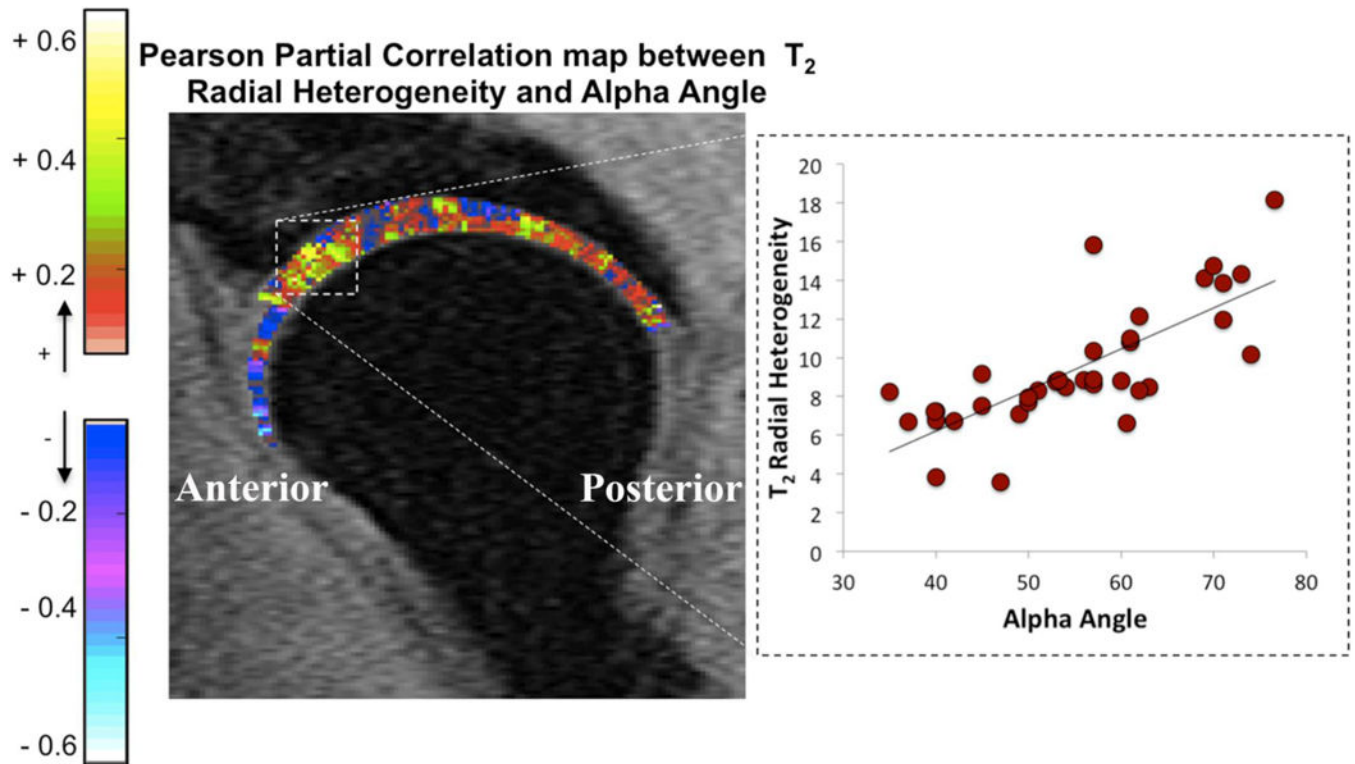 Pearson Partial Correlation map between T₂
Radial Heterogeneity and Alpha Angle
+ 0.6
+ 0.4
+ 0.2
+
-
- 0.2
- 0.4
- 0.6
Anterior
Posterior
T₂ Radial Heterogeneity
20
18
16
14
12
10
8
6
4
2
0
30 40 50 60 70 80
Alpha Angle